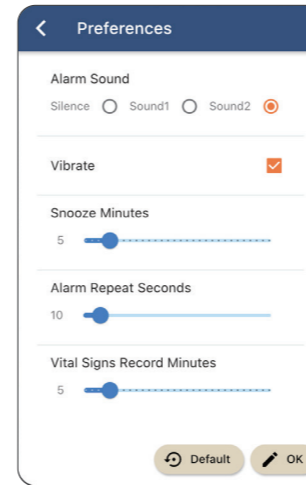 Preferences
Alarm Sound
Silence Sound1 Sound2
Vibrate
Snooze Minutes
5
Alarm Repeat Seconds
10
Vital Signs Record Minutes
5
Default OK